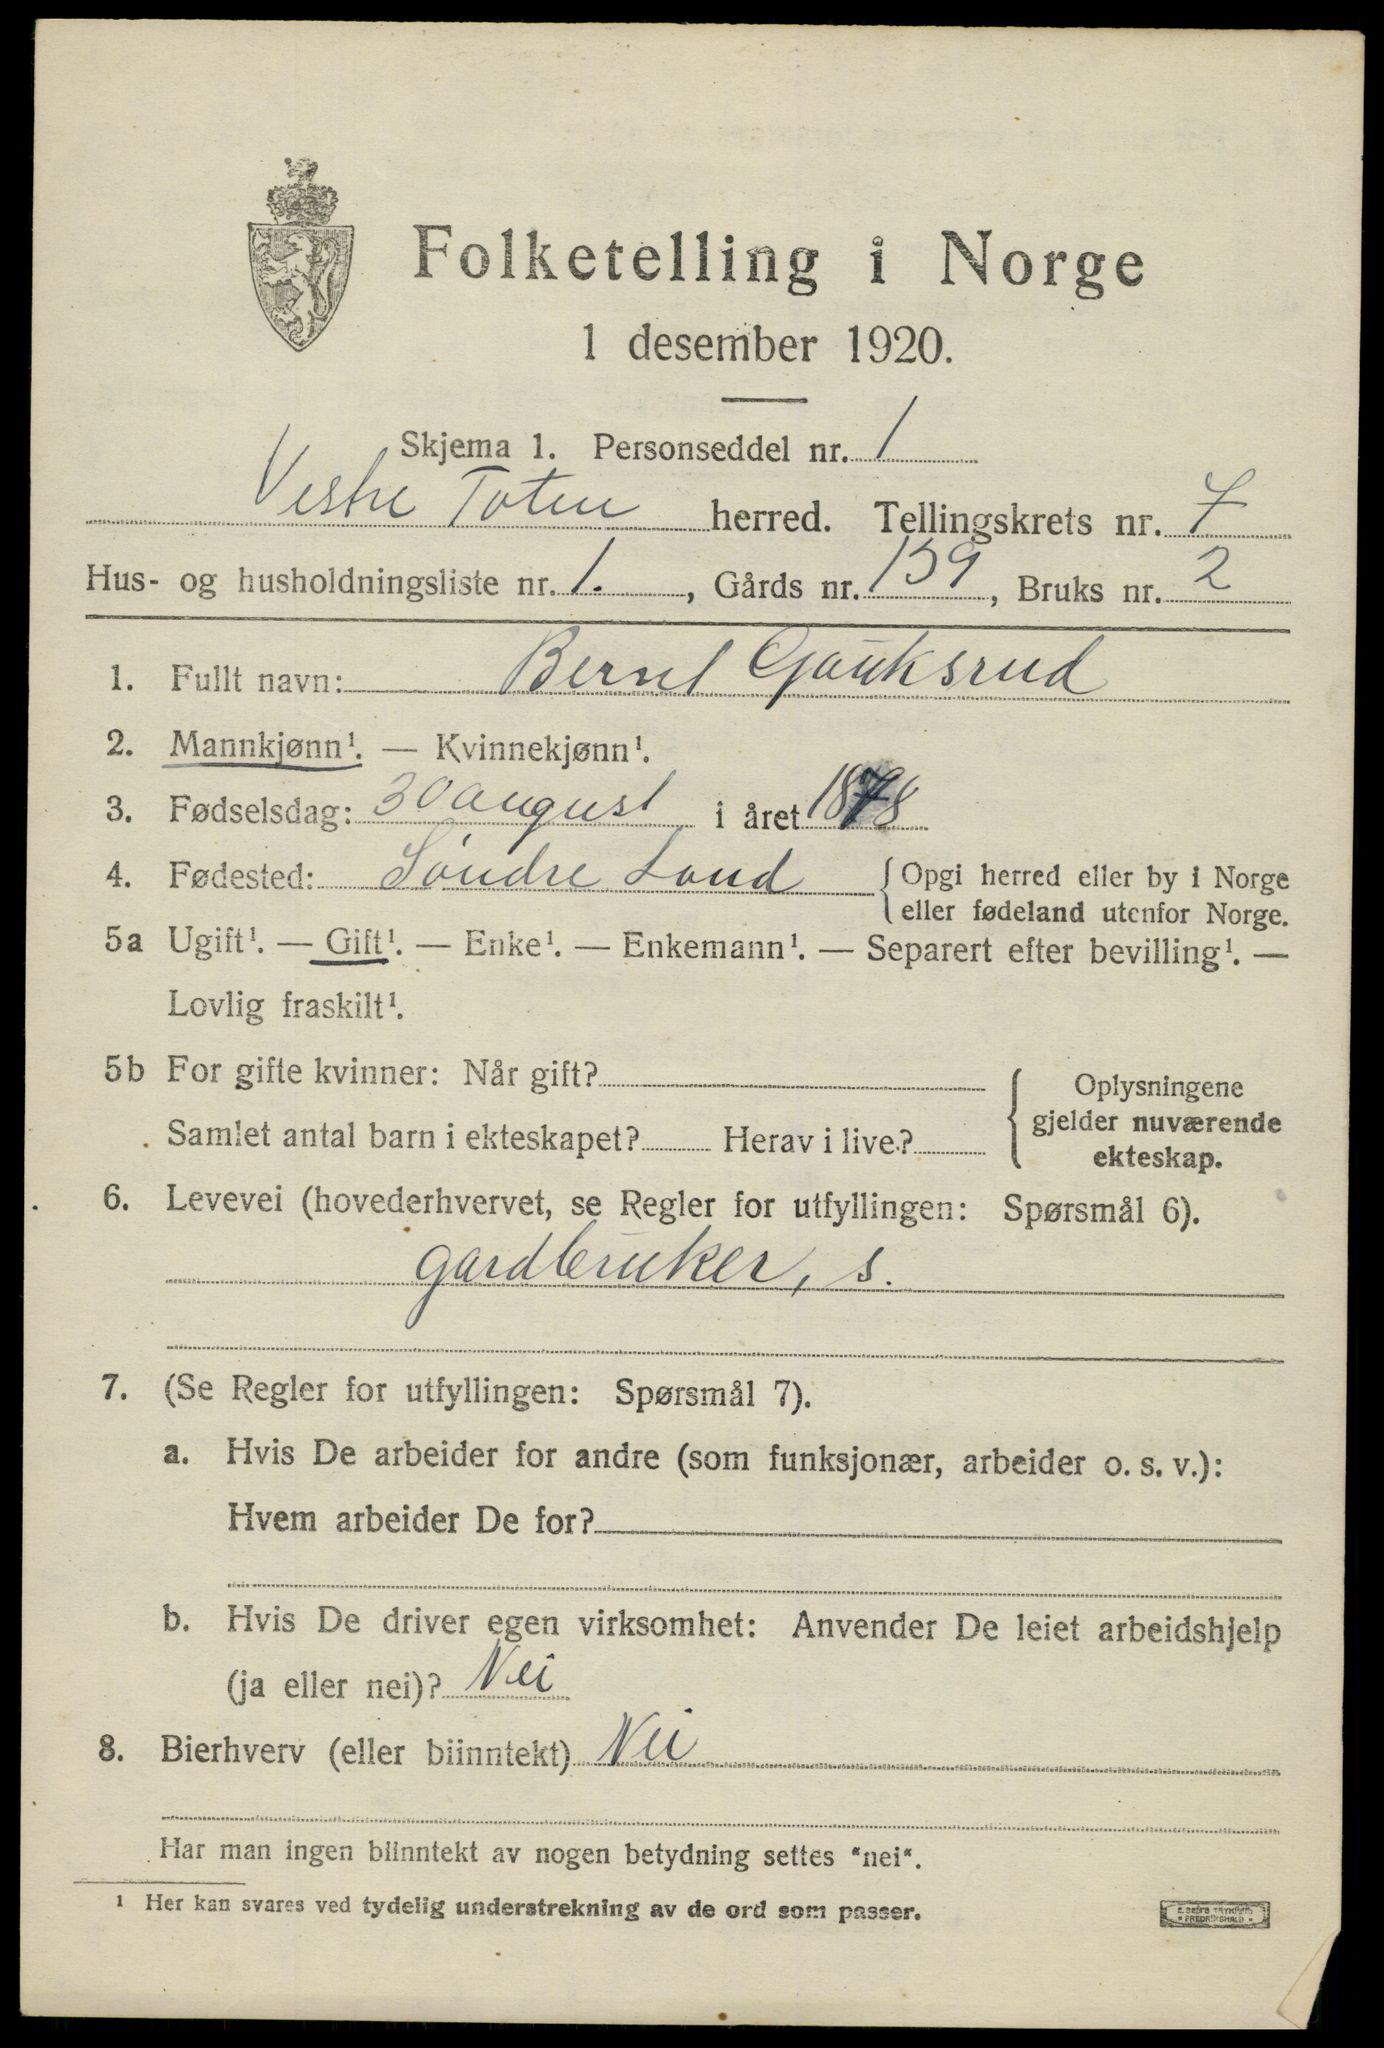 Folketelling i Norge
1 desember 1920.
Skjema 1. Personseddel nr. 1
Vestre Toten herred. Tellingskrets nr. 7
Hus- og husholdningsliste nr. 1., Gårds nr. 159, Bruks nr. 2
1. Fullt navn: Bernt Gauksrud
2. Mannkjønn¹. — Kvinnekjønn¹.
3. Fødselsdag: 30 august i året 1878
4. Fødested: Søndre Land { Opgi herred eller by i Norge
eller fødeland utenfor Norge.
5a Ugift¹. — Gift¹. — Enke¹. — Enkemann¹. — Separert efter bevilling¹. —
Lovlig fraskilt¹.
5b For gifte kvinner: Når gift? { Oplysningene
gjelder nuværende
ekteskap.
Samlet antal barn i ekteskapet? Herav i live?
6. Levevei (hovederhvervet, se Regler for utfyllingen: Spørsmål 6).
gardbruker, s.
7. (Se Regler for utfyllingen: Spørsmål 7).
a. Hvis De arbeider for andre (som funksjonær, arbeider o. s. v.):
Hvem arbeider De for?
b. Hvis De driver egen virksomhet: Anvender De leiet arbeidshjelp
(ja eller nei)? Nei
8. Bierhverv (eller biinntekt) Nei
Har man ingen biinntekt av nogen betydning settes "nei".
¹ Her kan svares ved tydelig understrekning av de ord som passer.